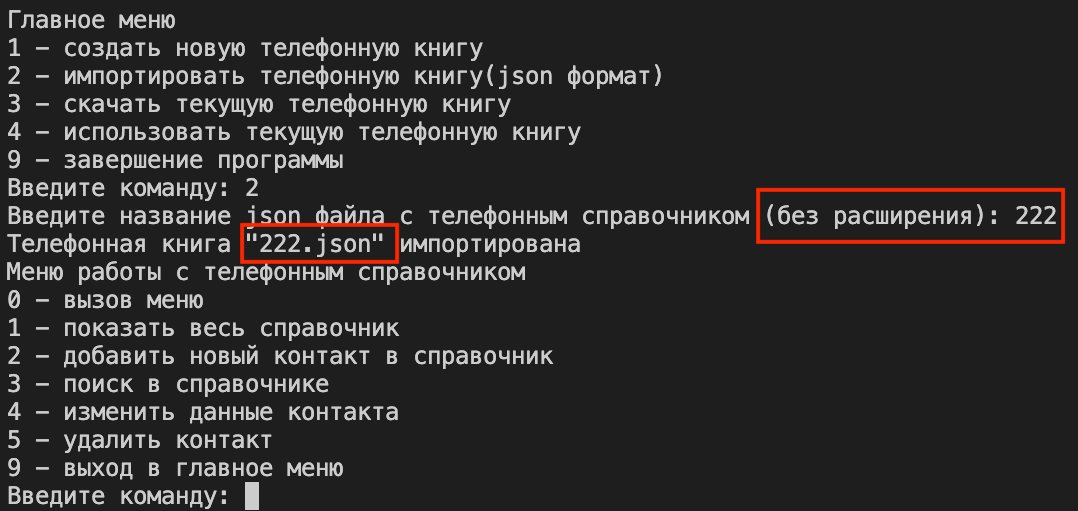 Главное меню
1 – создать новую телефонную книгу
2 – импортировать телефонную книгу(json формат)
3 – скачать текущую телефонную книгу
4 – использовать текущую телефонную книгу
9 – завершение программы
Введите команду: 2
Введите название json файла с телефонным справочником (без расширения): 222
Телефонная книга "222.json" импортирована
Меню работы с телефонным справочником
0 – вызов меню
1 – показать весь справочник
2 – добавить новый контакт в справочник
3 – поиск в справочнике
4 – изменить данные контакта
5 – удалить контакт
9 – выход в главное меню
Введите команду: